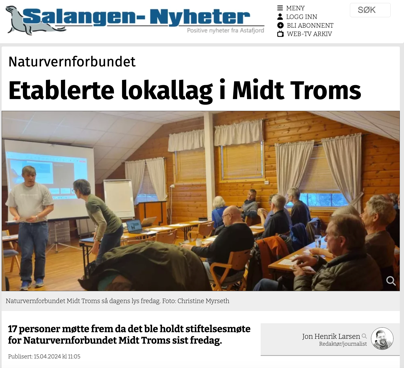 Salangen-Nyheter
Positive nyheter fra Astafjord
MENY
LOGG INN
BLI ABONNENT
WEB-TV ARKIV
SØK
Naturvernforbundet
Etablerte lokallag i Midt Troms
Naturvernforbundet Midt Troms så dagens lys fredag. Foto: Christine Myrseth
17 personer møtte frem da det ble holdt stiftelsesmøte
for Naturvernforbundet Midt Troms sist fredag.
Publisert: 15.04.2024 kl 11:05
Jon Henrik Larsen
Redaktør/journalist